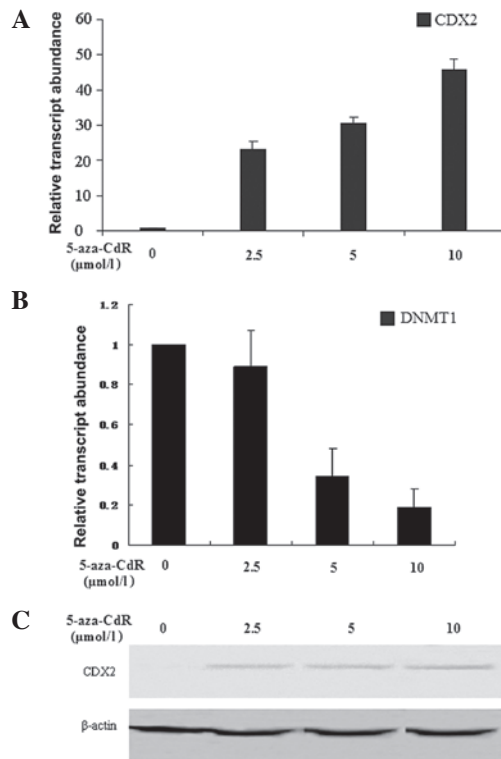 A
CDX2
Relative transcript abundance
60
50
40
30
20
10
0
5-aza-CdR
(μmol/l)
0 2.5 5 10
B
DNMT1
Relative transcript abundance
1.2
1
0.8
0.6
0.4
0.2
0
5-aza-CdR
(μmol/l)
0 2.5 5 10
C
5-aza-CdR
(μmol/l)
0 2.5 5 10
CDX2
β-actin